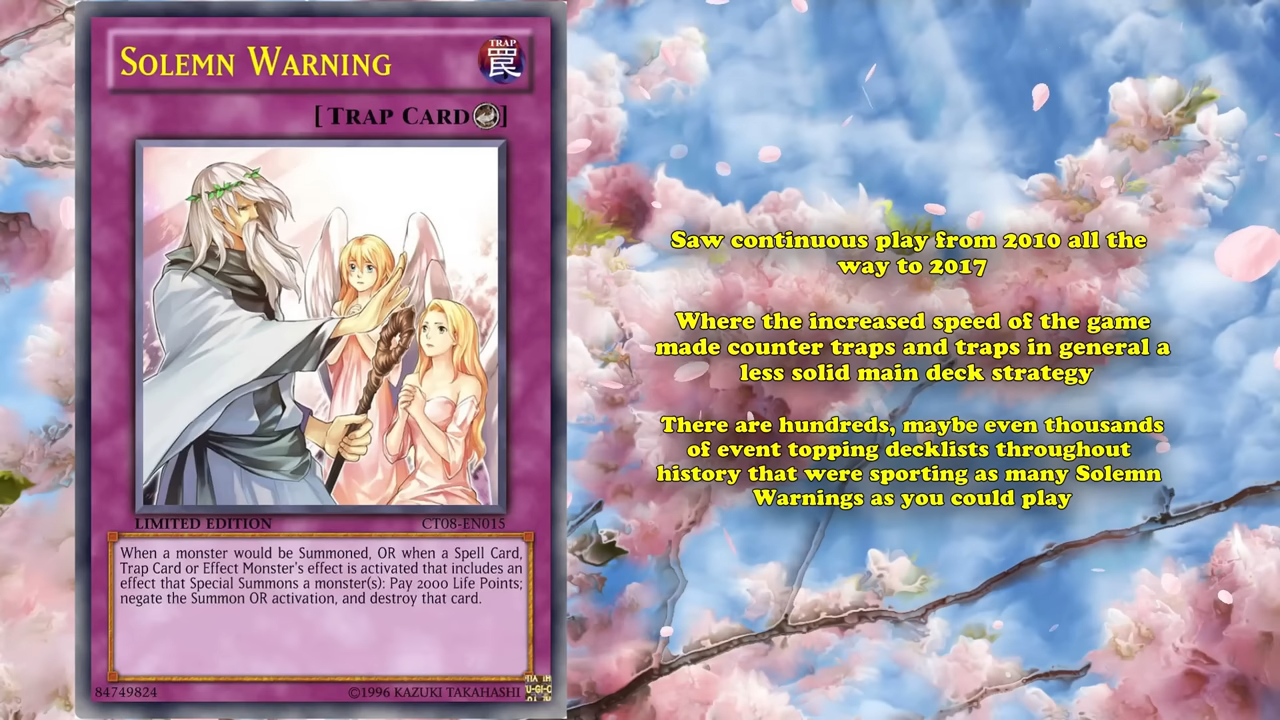 SOLEMN WARNING
TRAP
罠
[TRAP CARD]
LIMITED EDITION CT08-EN015
When a monster would be Summoned, OR when a Spell Card,
Trap Card or Effect Monster's effect is activated that includes an
effect that Special Summons a monster(s): Pay 2000 Life Points;
negate the Summon OR activation, and destroy that card.
84749824 ©1996 KAZUKI TAKAHASHI
Saw continuous play from 2010 all the
way to 2017
Where the increased speed of the game
made counter traps and traps in general a
less solid main deck strategy
There are hundreds, maybe even thousands
of event topping decklists throughout
history that were sporting as many Solemn
Warnings as you could play